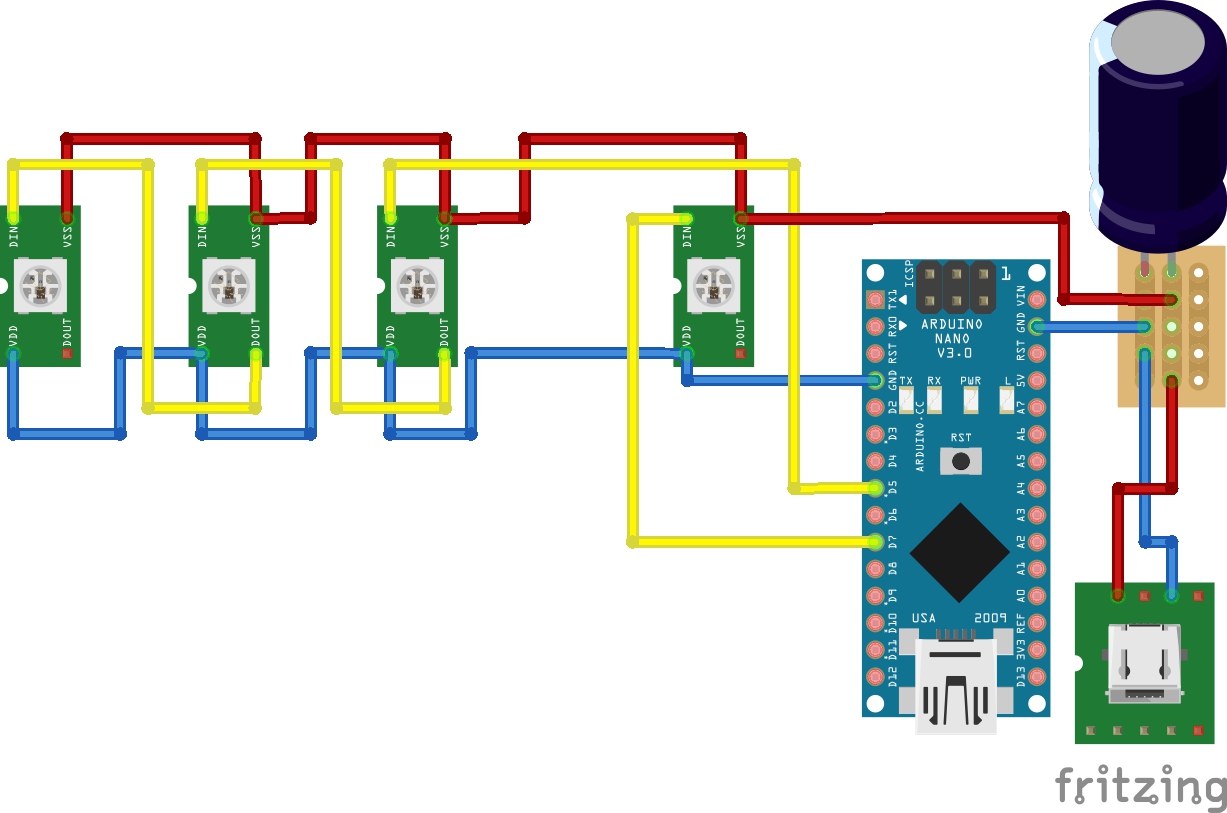 DIN VSS
VDD DOUT
DIN VSS
VDD DOUT
DIN VSS
VDD DOUT
DIN VSS
VDD DOUT
ICSP
1
ARDUINO
NANO
V3.0
TX RX PWR L
ARDUINO.CC
RST
USA 2009
TX1
RX0
RST
GND
D2
D3
D4
D5
D6
D7
D8
D9
D10
D11
D12
VIN
GND
RST
5V
A7
A6
A5
A4
A3
A2
A1
A0
REF
3V3
D13
fritzing